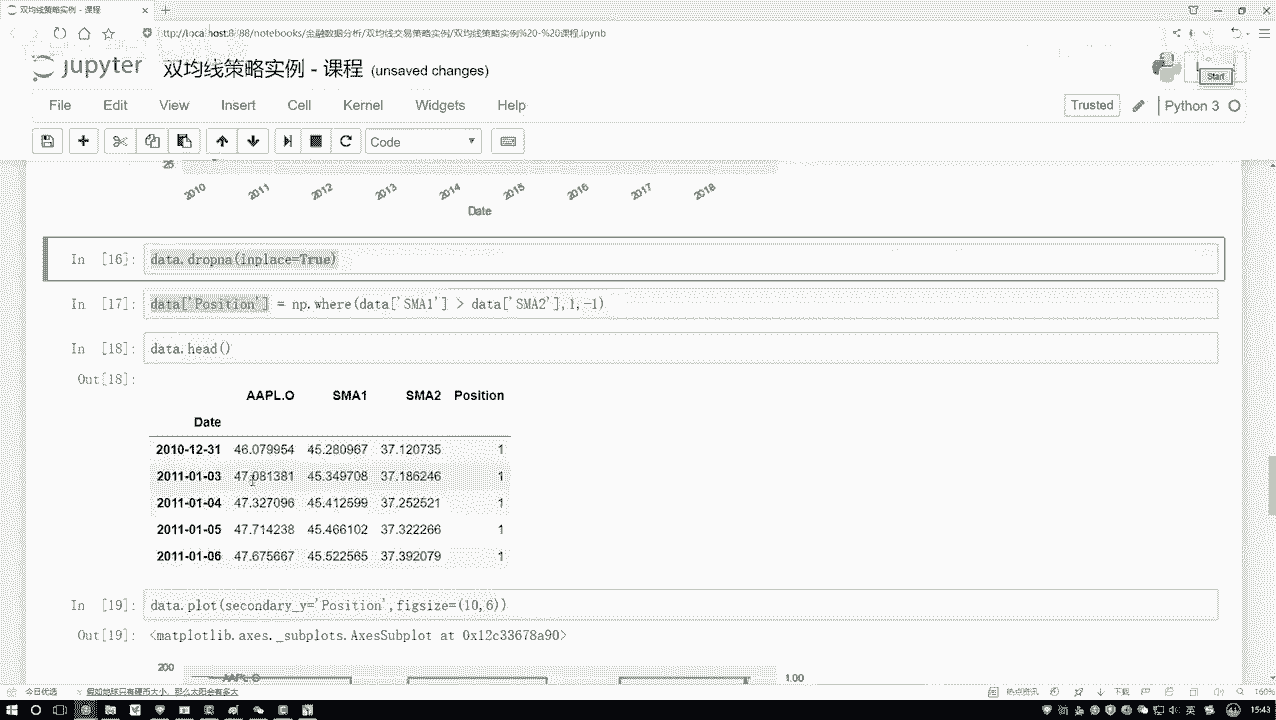 双均线策略实例 - 课程
ttp://localhost:8888/notebooks/金融数据分析/双均线交易策略实例/双均线策略实例%20-%20课程.ipynb
jupyter 双均线策略实例 - 课程 (unsaved changes)
Start
File Edit View Insert Cell Kernel Widgets Help
Trusted Python 3
Code
25
2010 2011 2012 2013 2014 2015 2016 2017 2018
Date
In [16]: data.dropna(inplace=True)
In [17]: data['Position'] = np.where(data['SMA1'] > data['SMA2'],1,-1)
In [18]: data.head()
Out[18]:
AAPL.O SMA1 SMA2 Position
Date
2010-12-31 46.079954 45.280967 37.120735 1
2011-01-03 47.081381 45.349708 37.186246 1
2011-01-04 47.327096 45.412599 37.252521 1
2011-01-05 47.714238 45.466102 37.322266 1
2011-01-06 47.675667 45.522565 37.392079 1
In [19]: data.plot(secondary_y='Position',figsize=(10,6))
Out[19]: <matplotlib.axes._subplots.AxesSubplot at 0x12c33678a90>
200 AAPL.O 1.00
今日优选 假如地球只有硬币大小，那么太阳会有多大 热点资讯 下载 160%
英 15:43